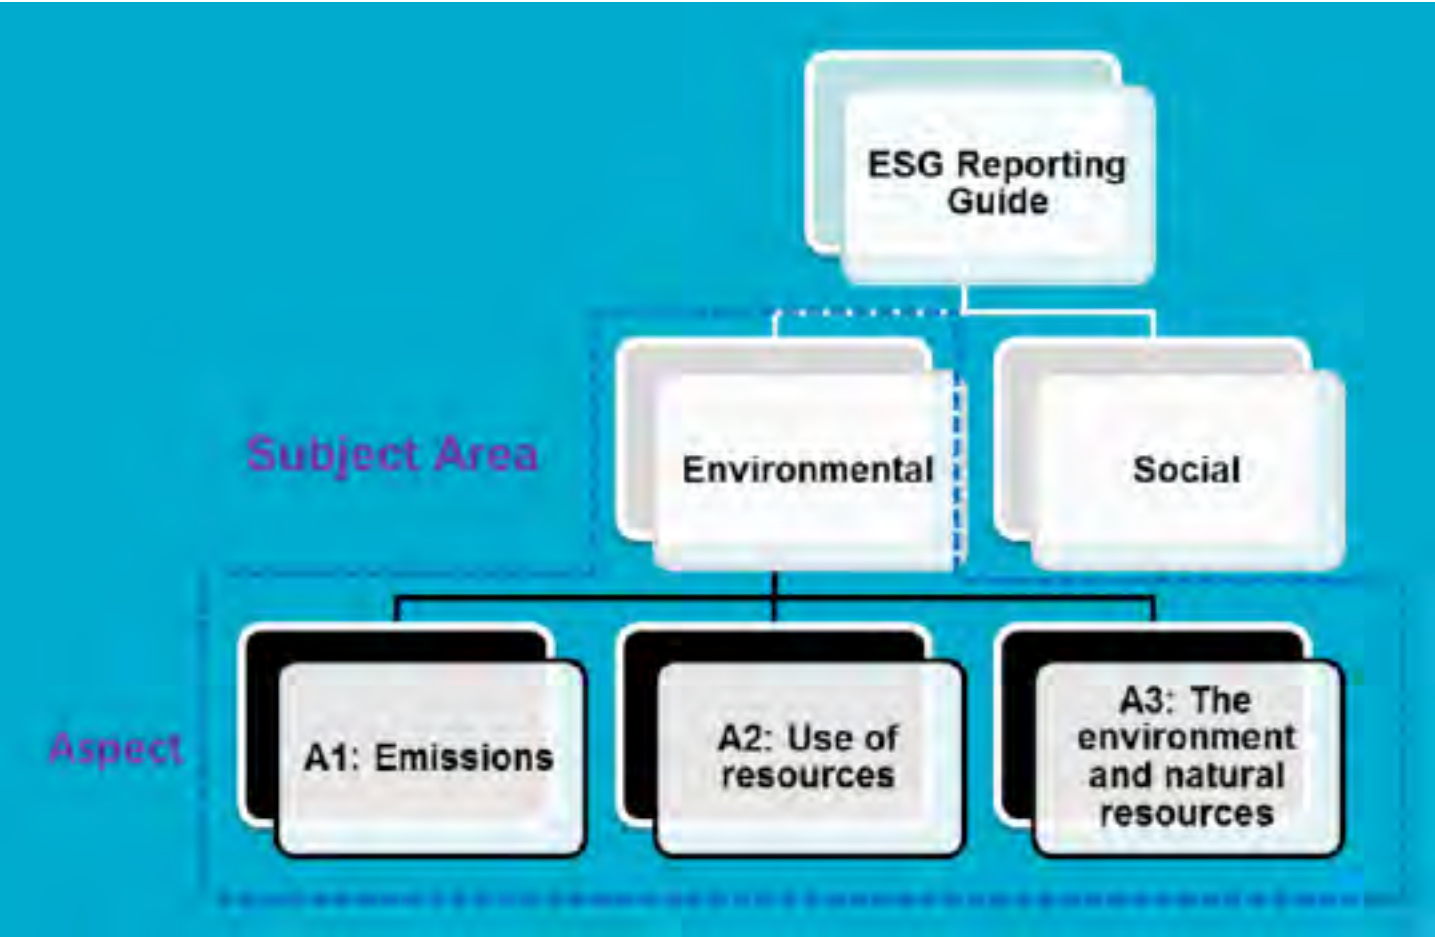 ESG Reporting
Guide
Subject Area
Environmental
Social
Aspect
A1: Emissions
A2: Use of
resources
A3: The
environment
and natural
resources